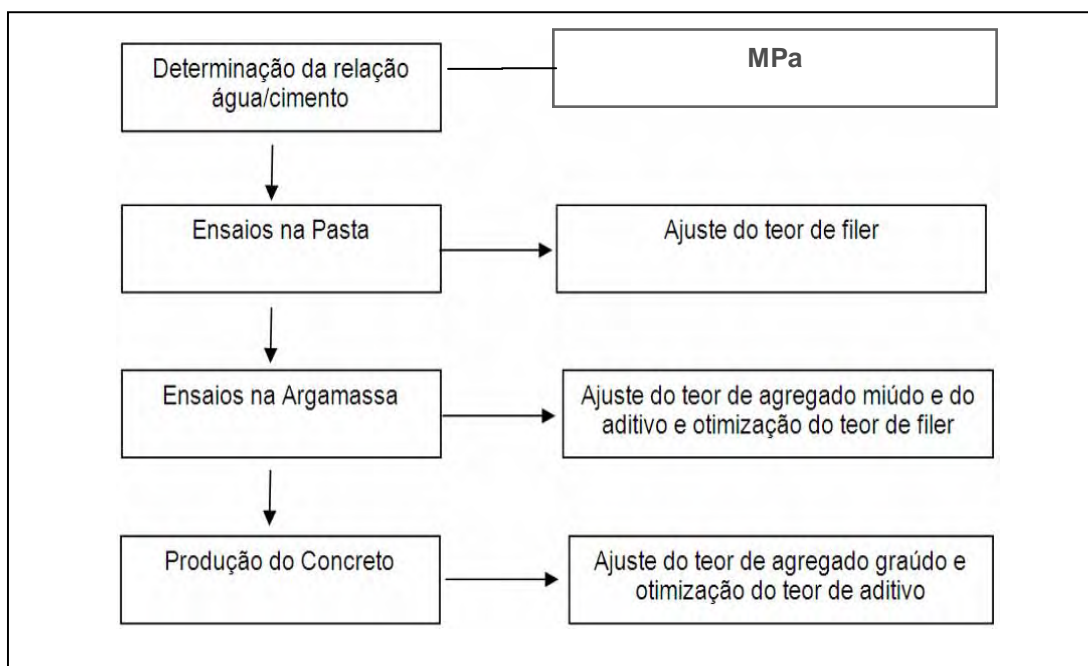 Determinação da relação
água/cimento
MPa
Ensaios na Pasta
Ajuste do teor de filer
Ensaios na Argamassa
Ajuste do teor de agregado miúdo e do
aditivo e otimização do teor de filer
Produção do Concreto
Ajuste do teor de agregado graúdo e
otimização do teor de aditivo